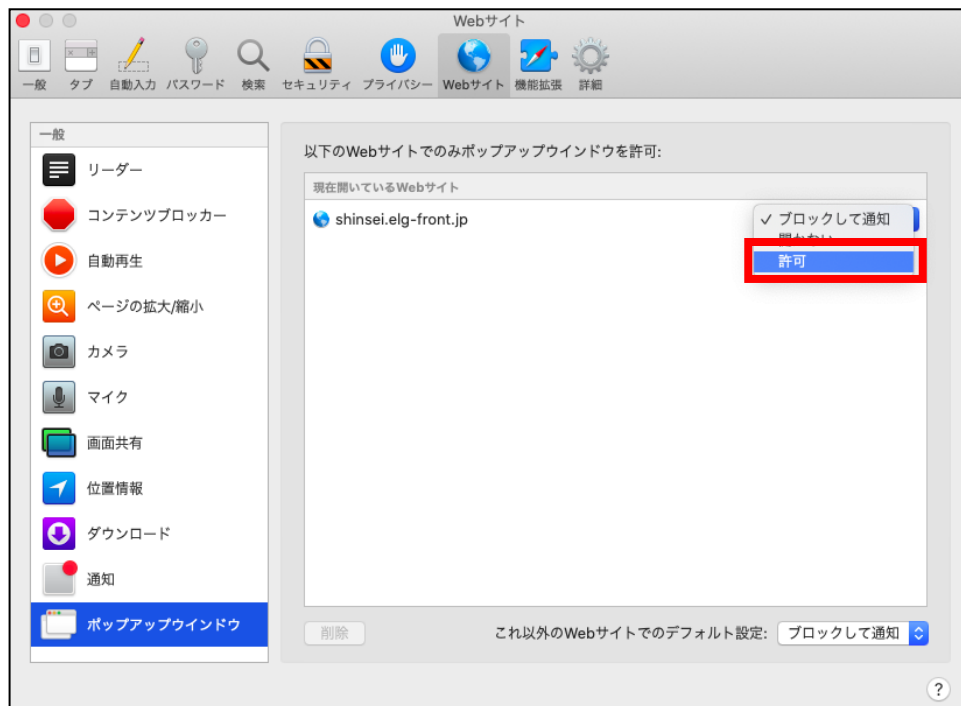 Webサイト
一般 タブ 自動入力 パスワード 検索 セキュリティ プライバシー Webサイト 機能拡張 詳細
一般
リーダー
コンテンツブロッカー
自動再生
ページの拡大/縮小
カメラ
マイク
画面共有
位置情報
ダウンロード
通知
ポップアップウインドウ
以下のWebサイトでのみポップアップウインドウを許可:
現在開いているWebサイト
shinsei.elg-front.jp
✓ ブロックして通知
開かない
許可
削除
これ以外のWebサイトでのデフォルト設定: ブロックして通知
?